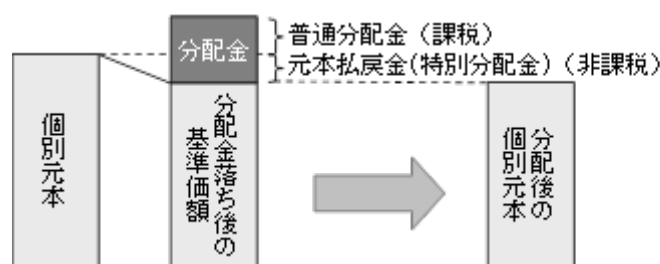 分配金
普通分配金（課税）
元本払戻金(特別分配金)（非課税）
個別元本
分配金落ち後の
基準価額
分配後の
個別元本